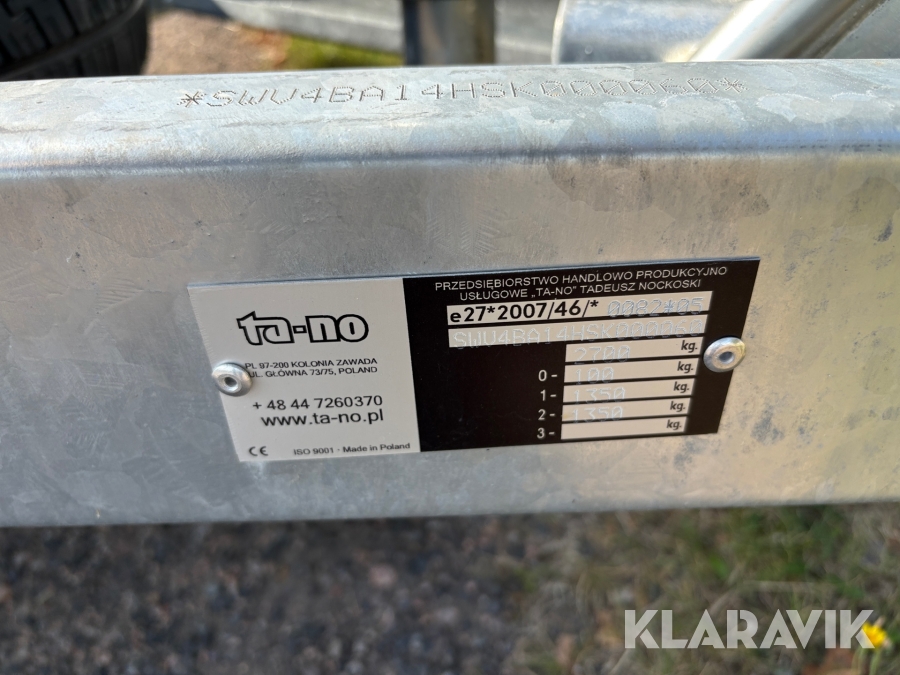 *SWV4BA14HSK000060*
PRZEDSIĘBIORSTWO HANDLOWO PRODUKCYJNO
USŁUGOWE „TA-NO" TADEUSZ NOCKOSKI
ta-no
PL 97-200 KOLONIA ZAWADA
UL. GŁÓWNA 73/75, POLAND
+ 48 44 7260370
www.ta-no.pl
CE ISO 9001 - Made in Poland
e27*2007/46/* 0082*05
SWV4BA14HSK000060
2700 kg.
0- 100 kg.
1- 1350 kg.
2- 1350 kg.
3- kg.
KLARAVIK